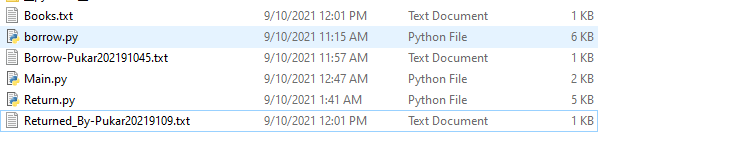 Books.txt 9/10/2021 12:01 PM Text Document 1 KB
borrow.py 9/10/2021 11:15 AM Python File 6 KB
Borrow-Pukar202191045.txt 9/10/2021 11:57 AM Text Document 1 KB
Main.py 9/10/2021 12:47 AM Python File 2 KB
Return.py 9/10/2021 1:41 AM Python File 5 KB
Returned_By-Pukar20219109.txt 9/10/2021 12:01 PM Text Document 1 KB